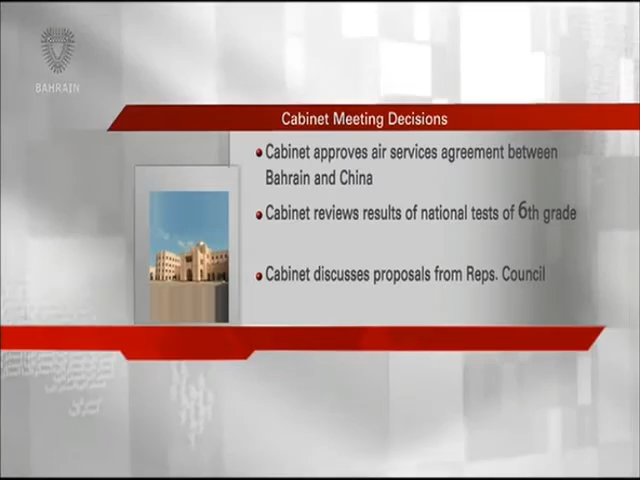 BAHRAIN
Cabinet Meeting Decisions
Cabinet approves air services agreement between
Bahrain and China
Cabinet reviews results of national tests of 6th grade
Cabinet discusses proposals from Reps. Council